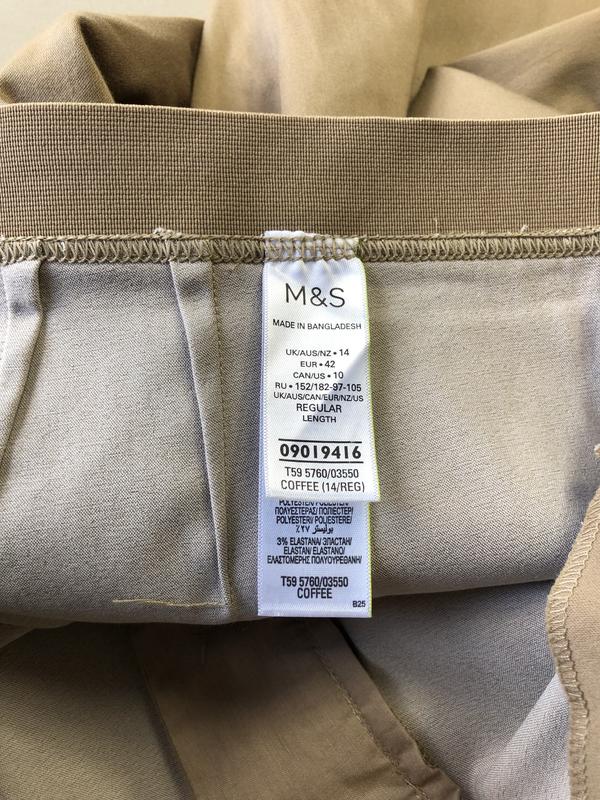 M&S
MADE IN BANGLADESH
UK/AUS/NZ • 14
EUR • 42
CAN/US • 10
RU • 152/182-97-105
UK/AUS/CAN/EUR/NZ/US
REGULAR
LENGTH
09019416
T59 5760/03550
COFFEE (14/REG)
POLYESTER/
ΠΟΛΥΕΣΤΕΡΑΣ/ ПОЛІЕСТЕР/
POLYESTER/ POLIESTERE/
بوليستر ٢٧ ٪
3% ELASTANE/ ЭЛАСТАН/
ELASTAN/ ELASTANO/
ΕΛΑΣΤΟΜΕΡΗΣ ΠΟΛΥΟΥΡΕΘΑΝΗ/
T59 5760/03550
COFFEE
B25